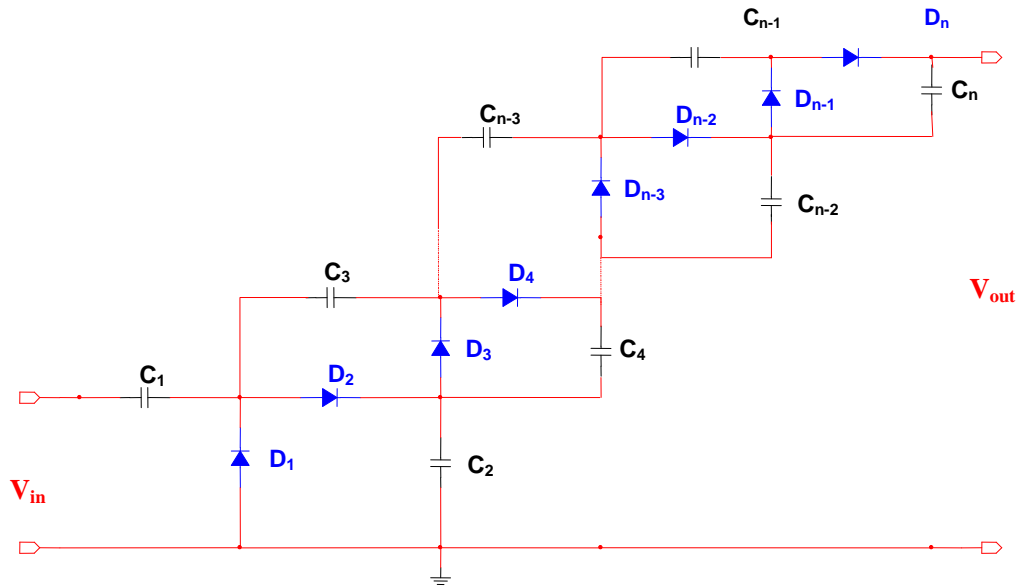 Cn-1
Dn
Cn
Dn-1
Cn-3
Dn-2
Dn-3
Cn-2
C3
D4
Vout
C1
D2
D3
C4
D1
C2
Vin